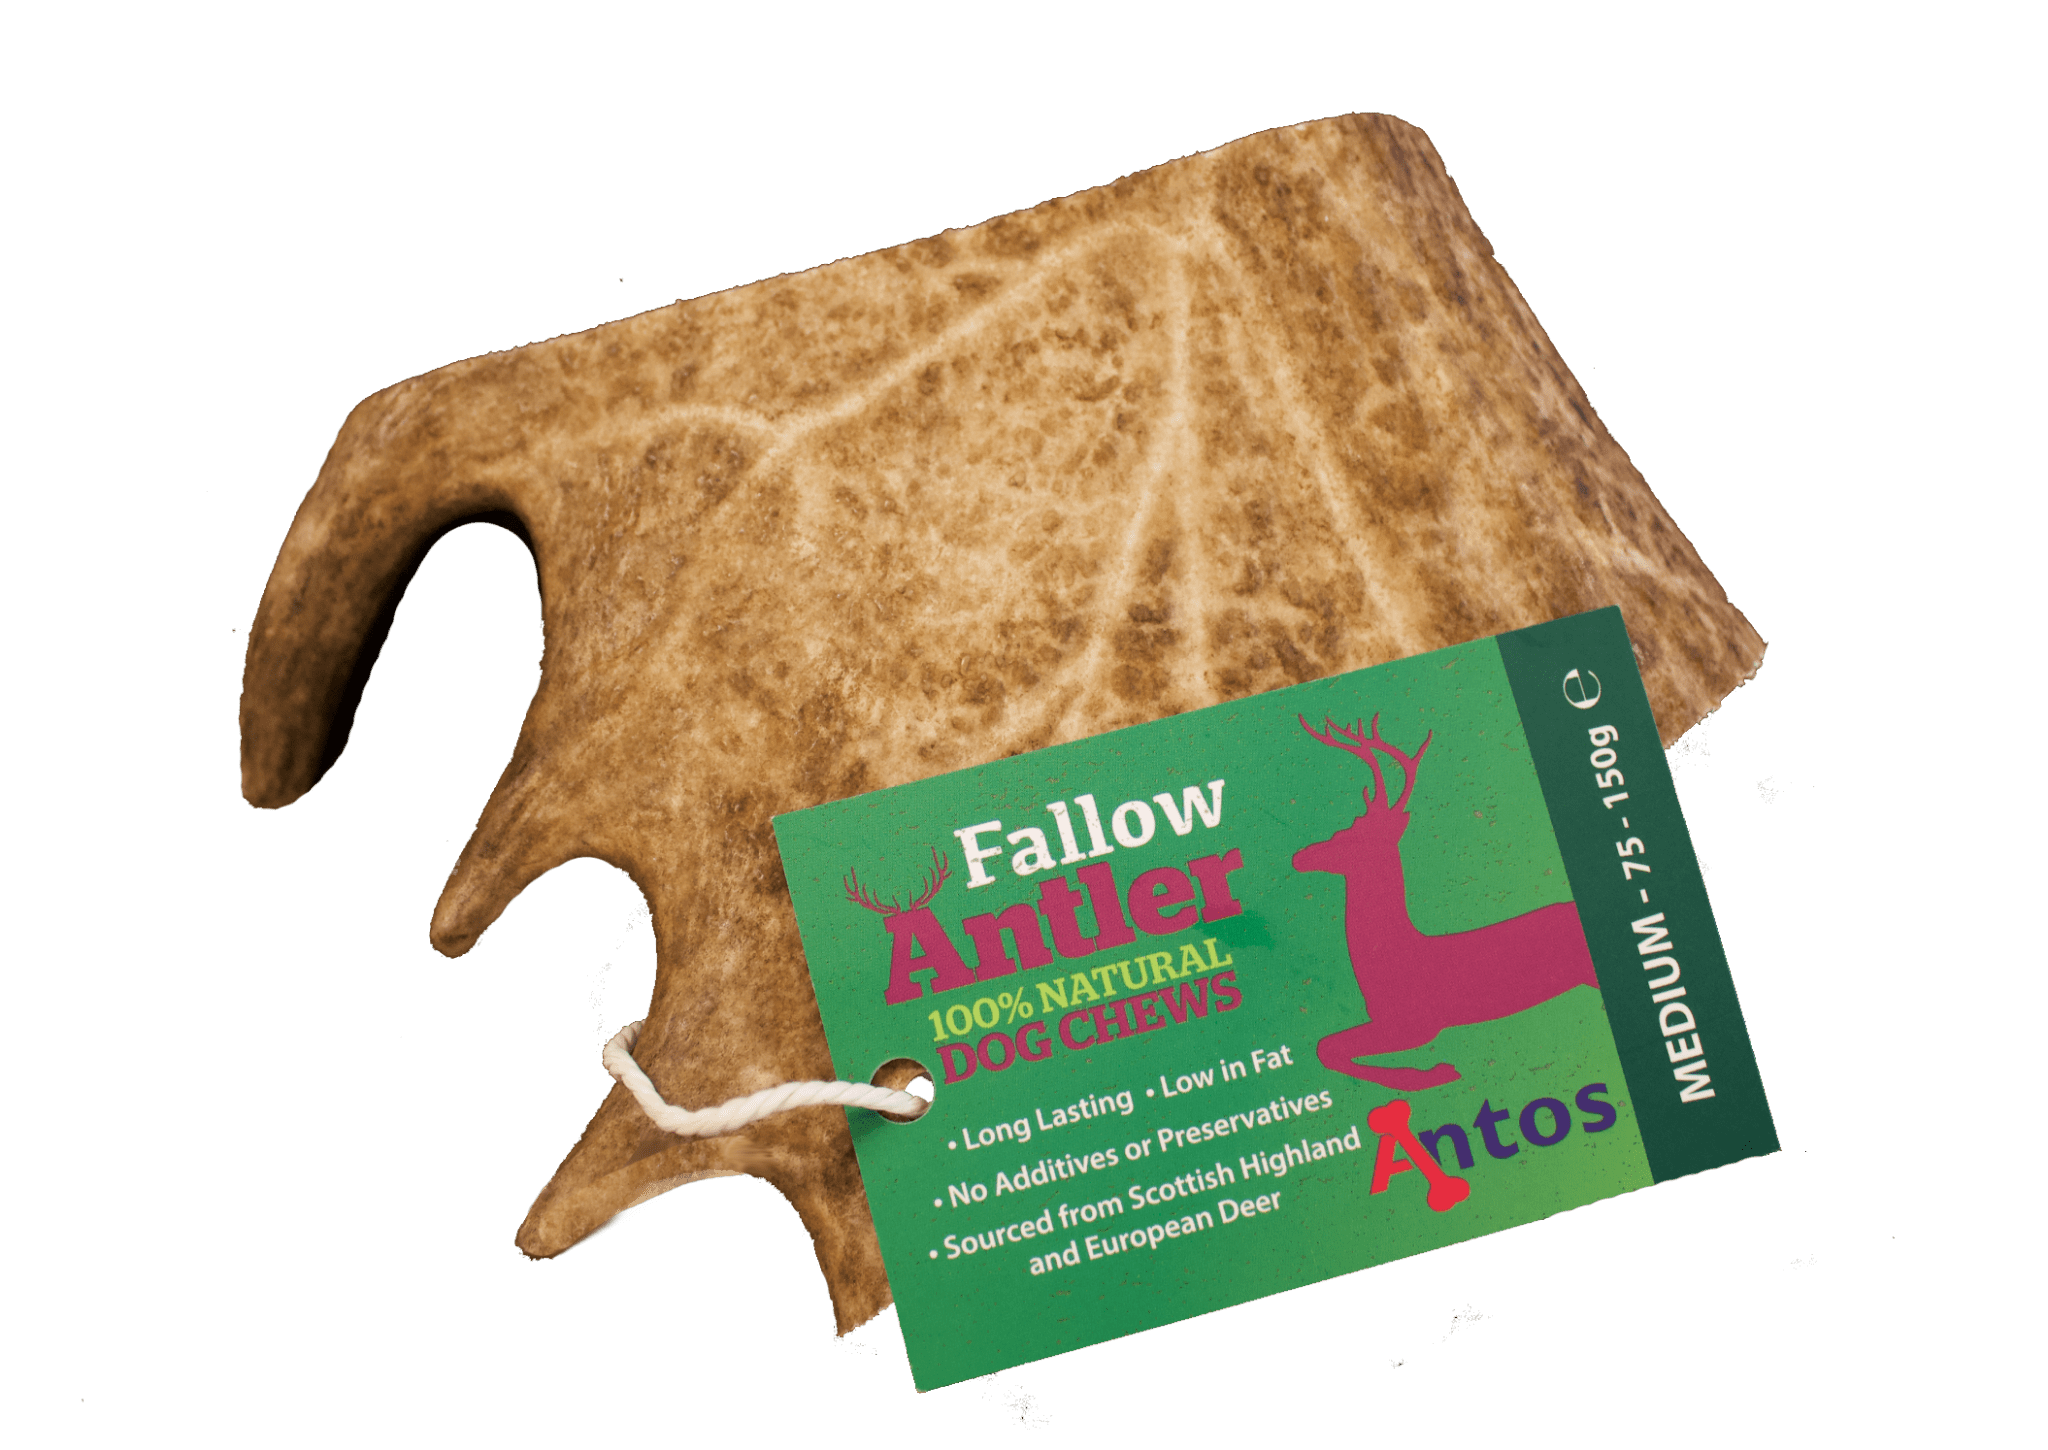 Fallow
Antler
100% NATURAL
DOG CHEWS
• Long Lasting • Low in Fat
• No Additives or Preservatives
• Sourced from Scottish Highland
and European Deer
Antos
MEDIUM - 75 - 150g ℮